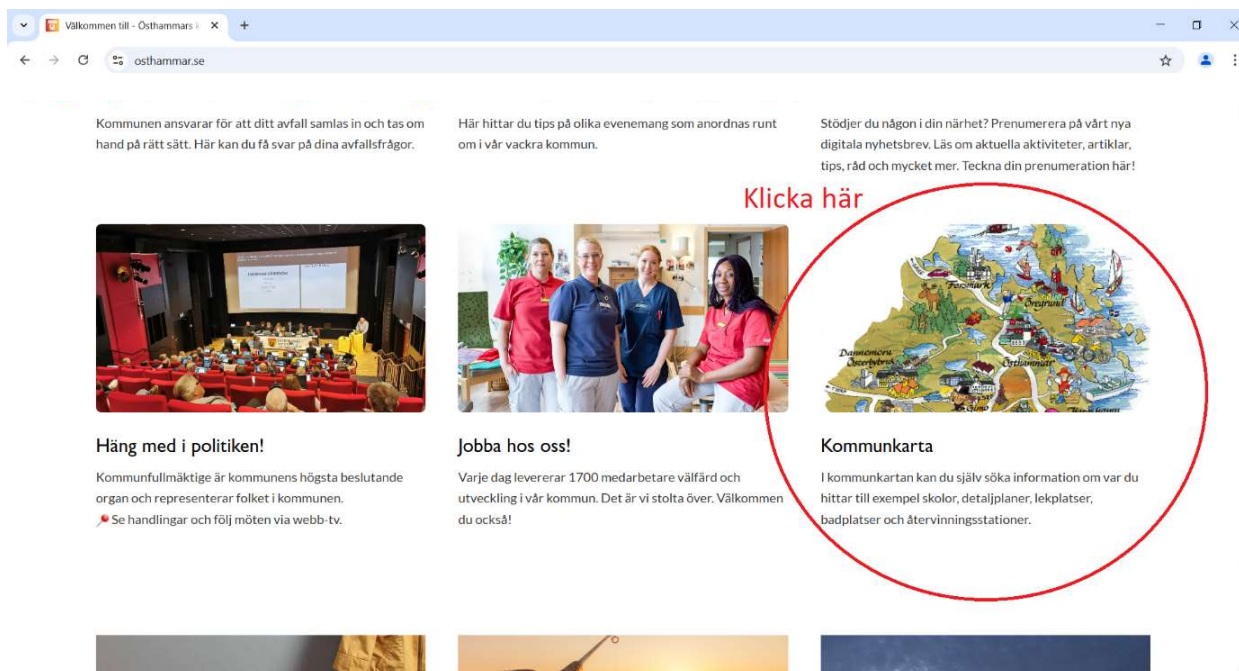 Välkommen till - Östhammars k
osthammar.se
Kommunen ansvarar för att ditt avfall samlas in och tas om
hand på rätt sätt. Här kan du få svar på dina avfallsfrågor.
Här hittar du tips på olika evenemang som anordnas runt
om i vår vackra kommun.
Stödjer du någon i din närhet? Prenumerera på vårt nya
digitala nyhetsbrev. Läs om aktuella aktiviteter, artiklar,
tips, råd och mycket mer. Teckna din prenumeration här!
Klicka här
Forsmark
Öregrund
Dannemora
Österbybruk
Östhammar
Gimo
Häng med i politiken!
Kommunfullmäktige är kommunens högsta beslutande
organ och representerar folket i kommunen.
Se handlingar och följ möten via webb-tv.
Jobba hos oss!
Varje dag levererar 1700 medarbetare välfärd och
utveckling i vår kommun. Det är vi stolta över. Välkommen
du också!
Kommunkarta
I kommunkartan kan du själv söka information om var du
hittar till exempel skolor, detaljplaner, lekplatser,
badplatser och återvinningsstationer.